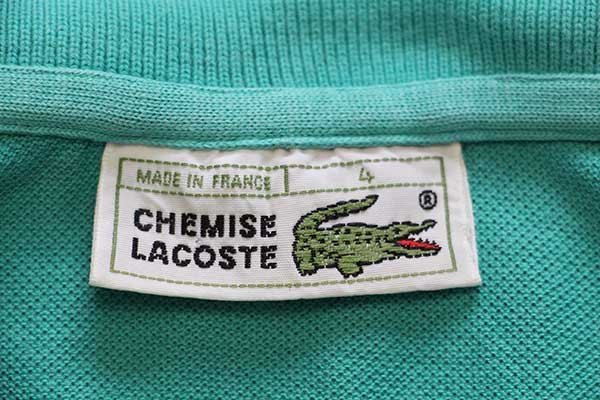 MADE IN FRANCE 4
CHEMISE
LACOSTE ®